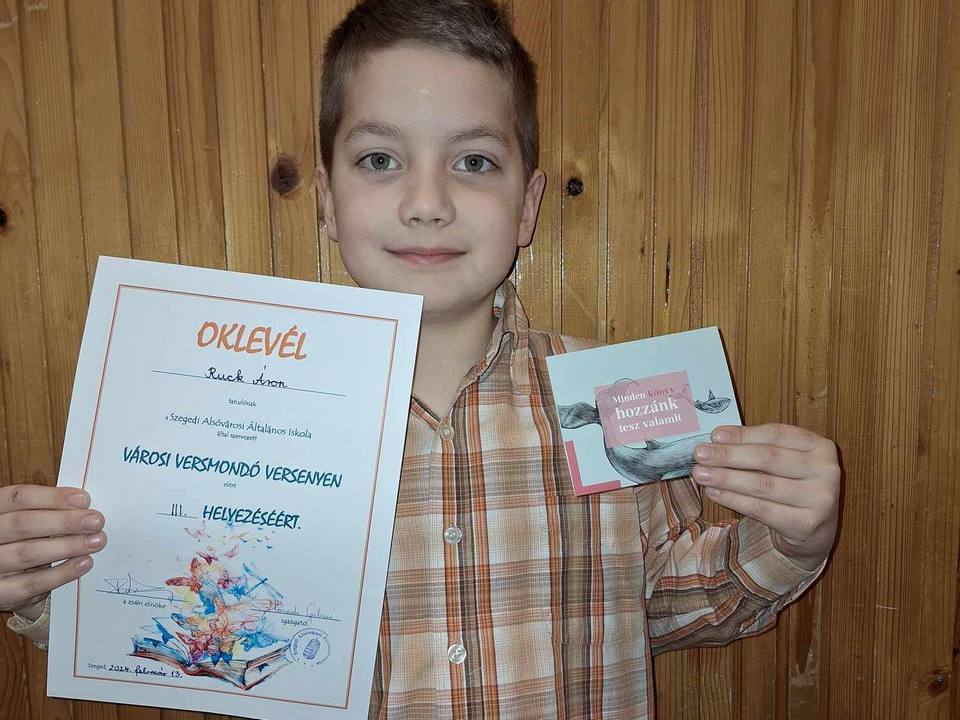 OKLEVÉL
Ruck Áron
tanulónak
a Szegedi Alsóvárosi Általános Iskola
által szervezett
VÁROSI VERSMONDÓ VERSENYEN
elért
III. HELYEZÉSÉÉRT.
a zsűri elnöke
igazgató
Szeged, 2024. február 13.
Minden könyv
hozzánk
tesz valamit